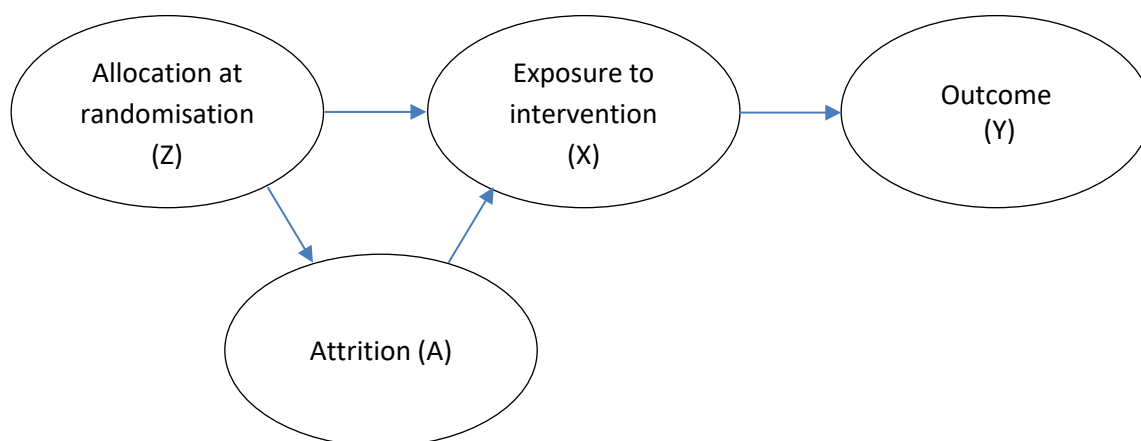 Allocation at
randomisation
(Z)
Exposure to
intervention
(X)
Outcome
(Y)
Attrition (A)